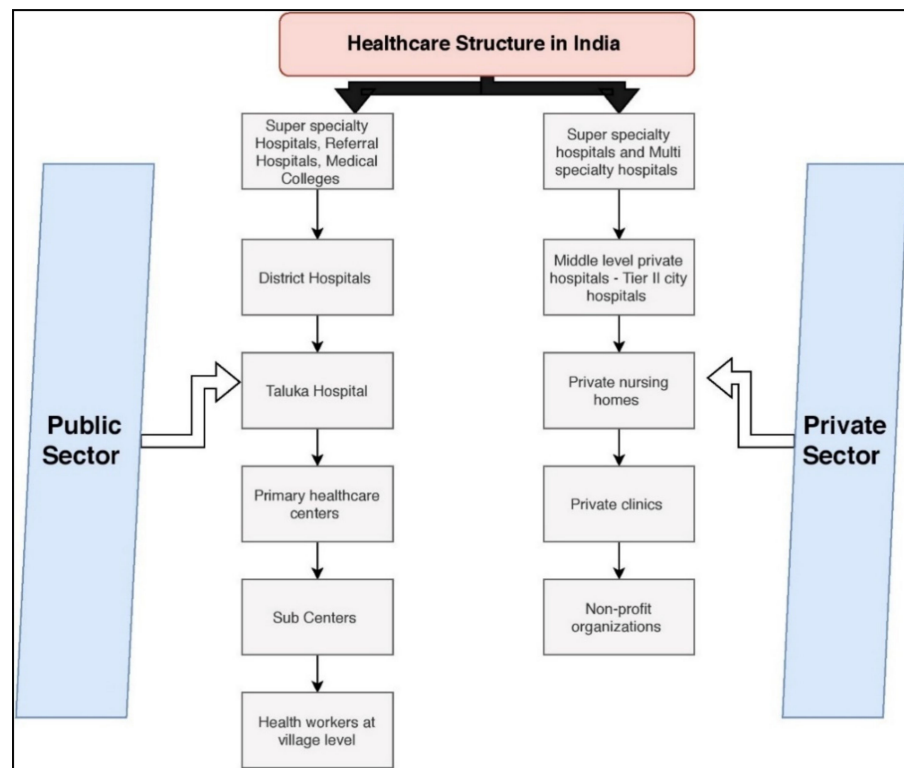 Healthcare Structure in India
Super specialty
Hospitals, Referral
Hospitals, Medical
Colleges
District Hospitals
Taluka Hospital
Primary healthcare
centers
Sub Centers
Health workers at
village level
Super specialty
hospitals and Multi
specialty hospitals
Middle level private
hospitals - Tier II city
hospitals
Private nursing
homes
Private clinics
Non-profit
organizations
Public
Sector
Private
Sector